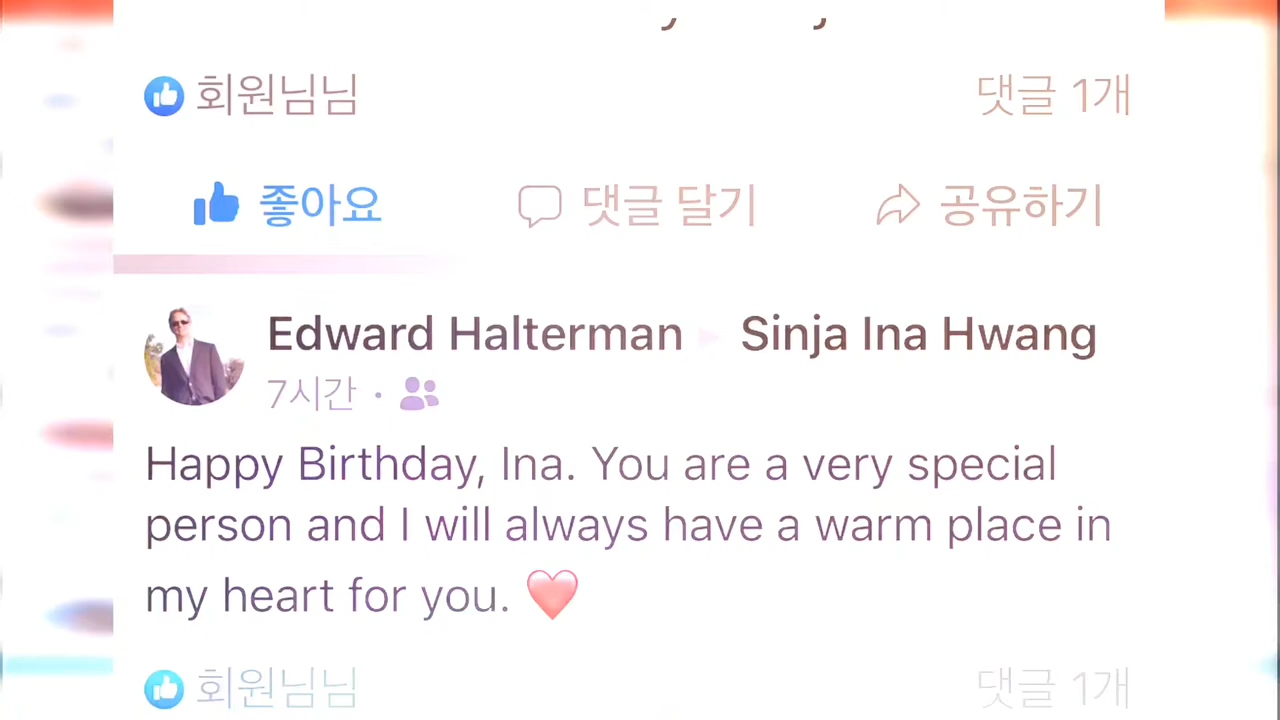 회원님님 댓글 1개
좋아요 댓글 달기 공유하기
Edward Halterman Sinja Ina Hwang
7시간 ·
Happy Birthday, Ina. You are a very special
person and I will always have a warm place in
my heart for you. ❤️
회원님님 댓글 1개